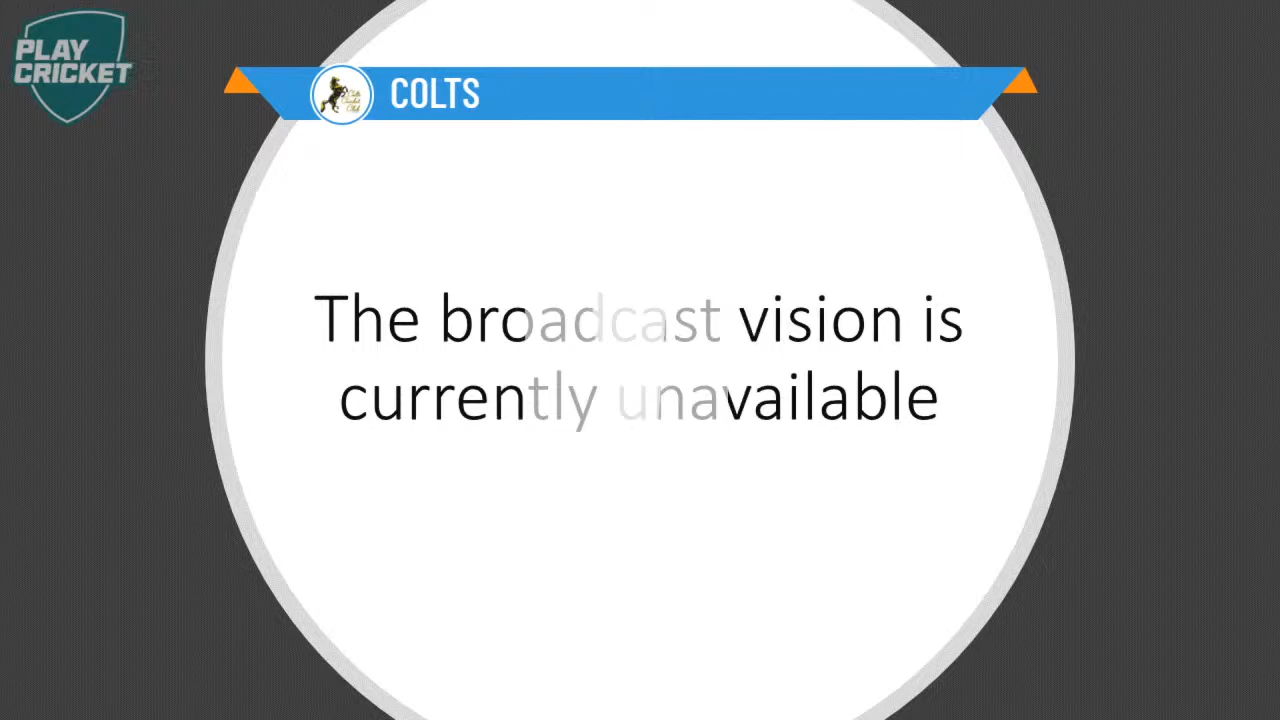 PLAY
CRICKET
COLTS
The broadcast vision is
currently unavailable